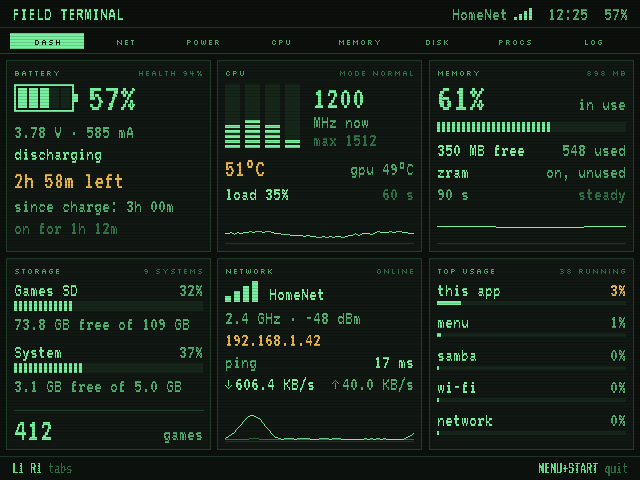 FIELD TERMINAL HomeNet 12:25 57%
DASH NET POWER CPU MEMORY DISK PROCS LOG
BATTERY HEALTH 94%
57%
3.78 V · 585 mA
discharging
2h 58m left
since charge: 3h 00m
on for 1h 12m
CPU MODE NORMAL
1200
MHz now
max 1512
51°C gpu 49°C
load 35% 60 s
MEMORY 898 MB
61% in use
350 MB free 548 used
zram on, unused
90 s steady
STORAGE 9 SYSTEMS
Games SD 32%
73.8 GB free of 109 GB
System 37%
3.1 GB free of 5.0 GB
412 games
NETWORK ONLINE
HomeNet
2.4 GHz · -48 dBm
192.168.1.42
ping 17 ms
↓606.4 KB/s ↑40.0 KB/s
TOP USAGE 38 RUNNING
this app 3%
menu 1%
samba 0%
wi-fi 0%
network 0%
L1 R1 tabs MENU+START quit